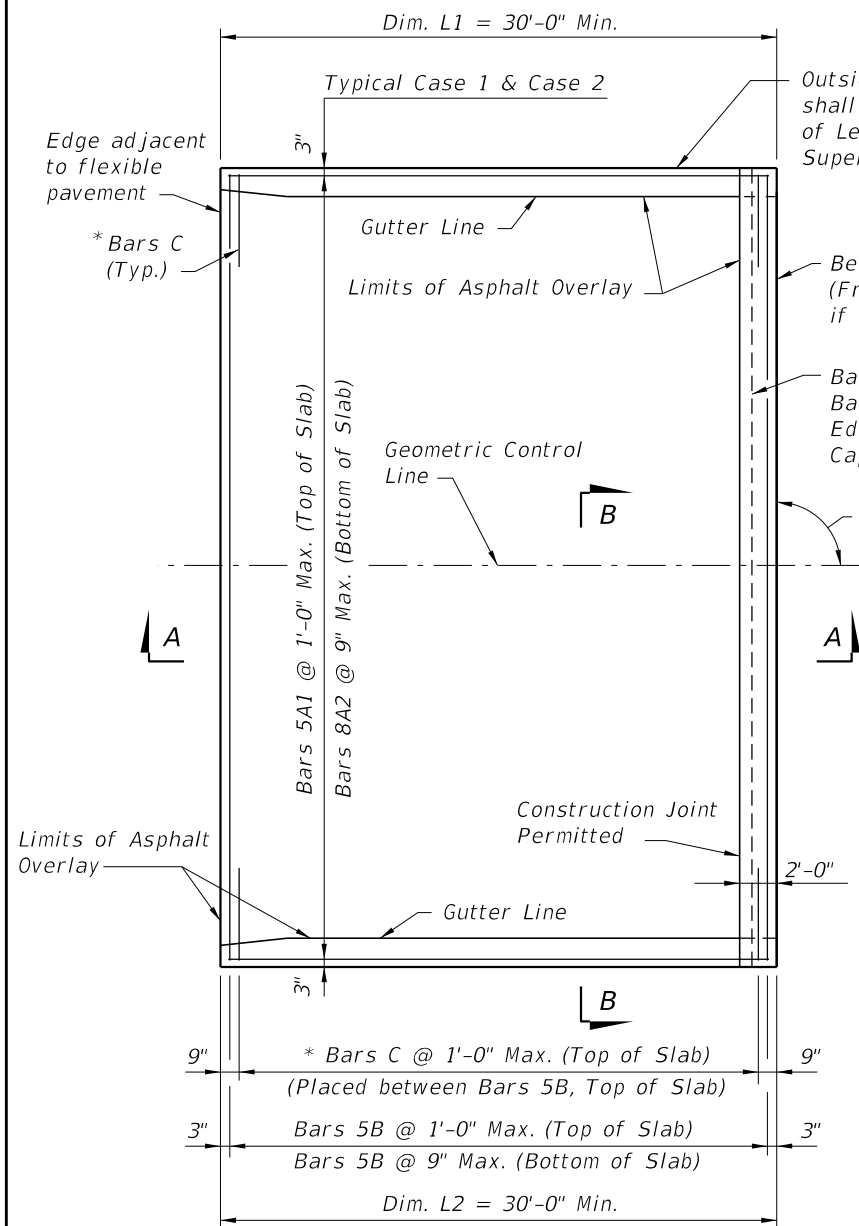 Dim. L1 = 30'-0" Min.
Typical Case 1 & Case 2
3"
Outsi
shall
of Le
Super
Edge adjacent
to flexible
pavement
* Bars C
(Typ.)
Gutter Line
Limits of Asphalt Overlay
Be
(Fr
if
Ba
Ba
Ed
Ca
Bars 5A1 @ 1'-0" Max. (Top of Slab)
Bars 8A2 @ 9" Max. (Bottom of Slab)
Geometric Control
Line
B
A
A
Construction Joint
Permitted
Limits of Asphalt
Overlay
2'-0"
Gutter Line
3"
B
9"
* Bars C @ 1'-0" Max. (Top of Slab)
9"
(Placed between Bars 5B, Top of Slab)
3"
Bars 5B @ 1'-0" Max. (Top of Slab)
3"
Bars 5B @ 9" Max. (Bottom of Slab)
Dim. L2 = 30'-0" Min.